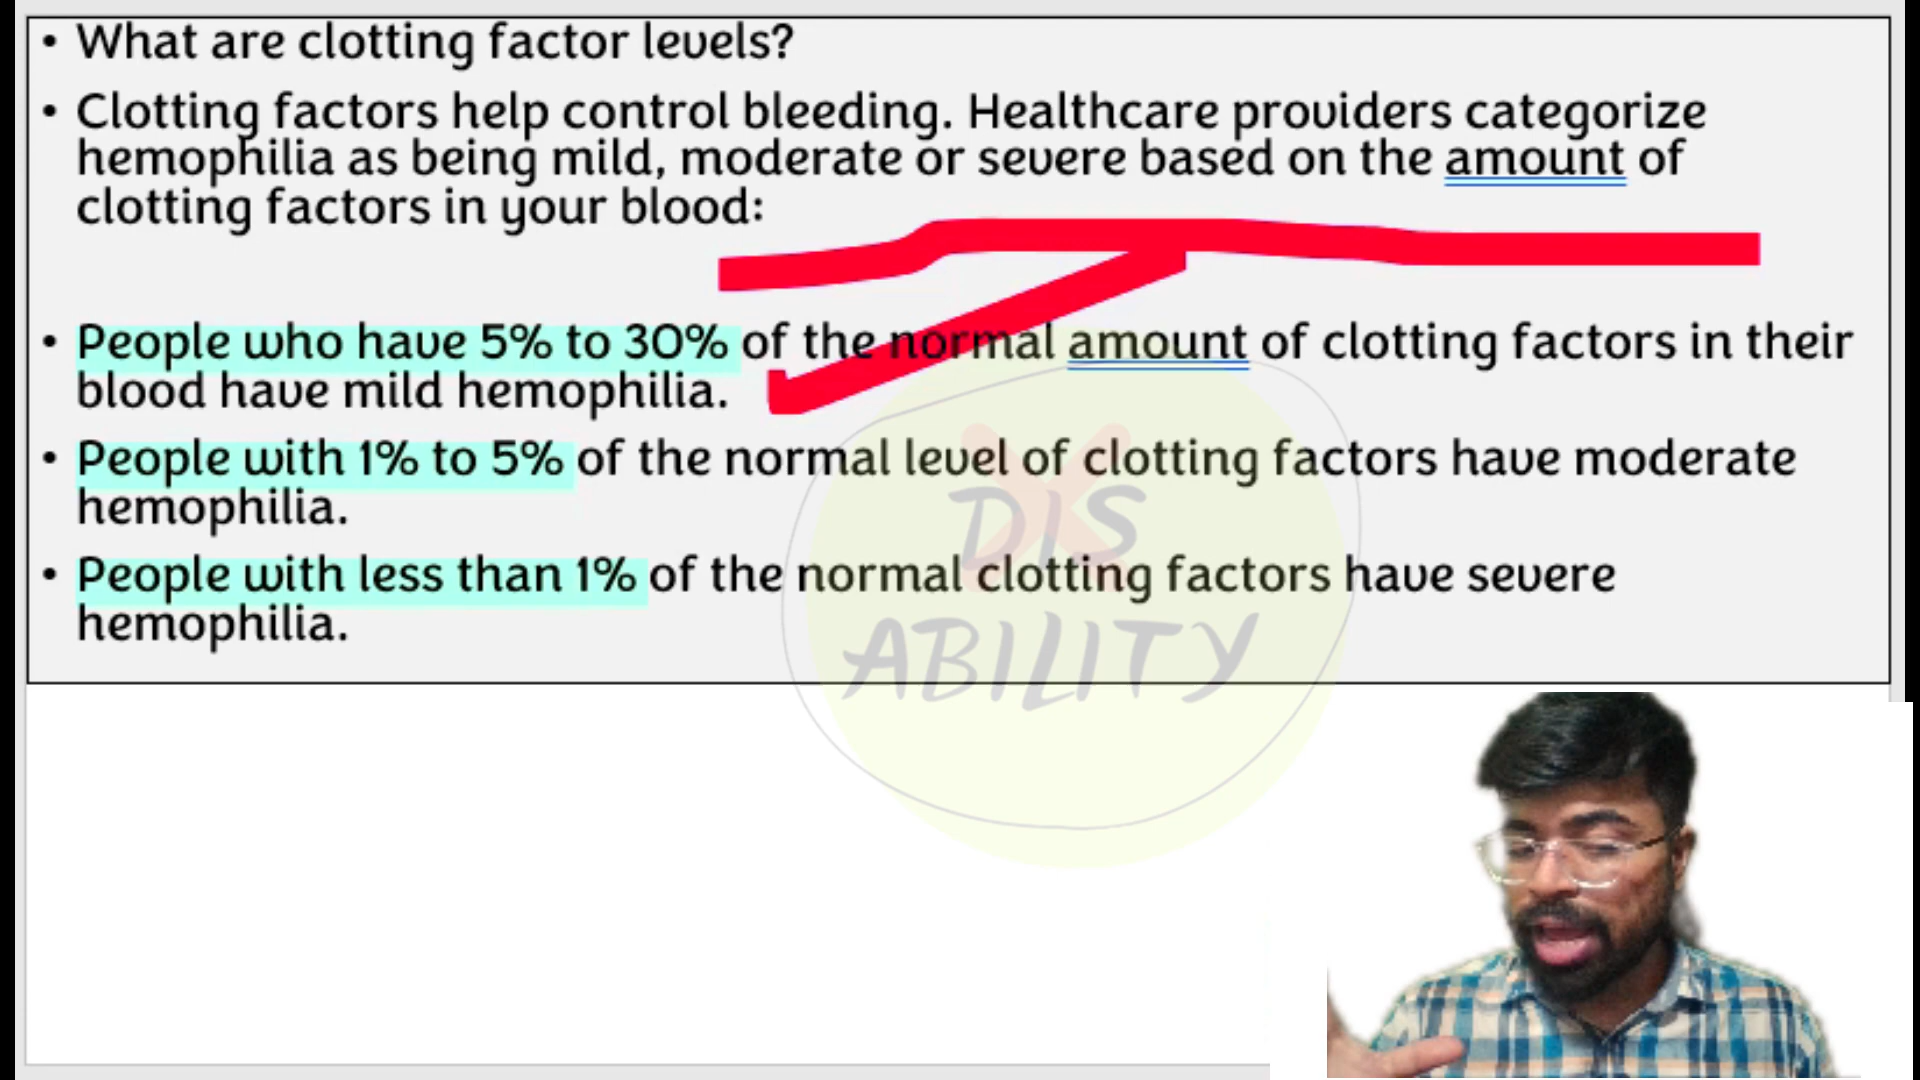 • What are clotting factor levels?
• Clotting factors help control bleeding. Healthcare providers categorize
hemophilia as being mild, moderate or severe based on the amount of
clotting factors in your blood:
• People who have 5% to 30% of the normal amount of clotting factors in their
blood have mild hemophilia.
• People with 1% to 5% of the normal level of clotting factors have moderate
hemophilia.
• People with less than 1% of the normal clotting factors have severe
hemophilia.
DIS
ABILITY